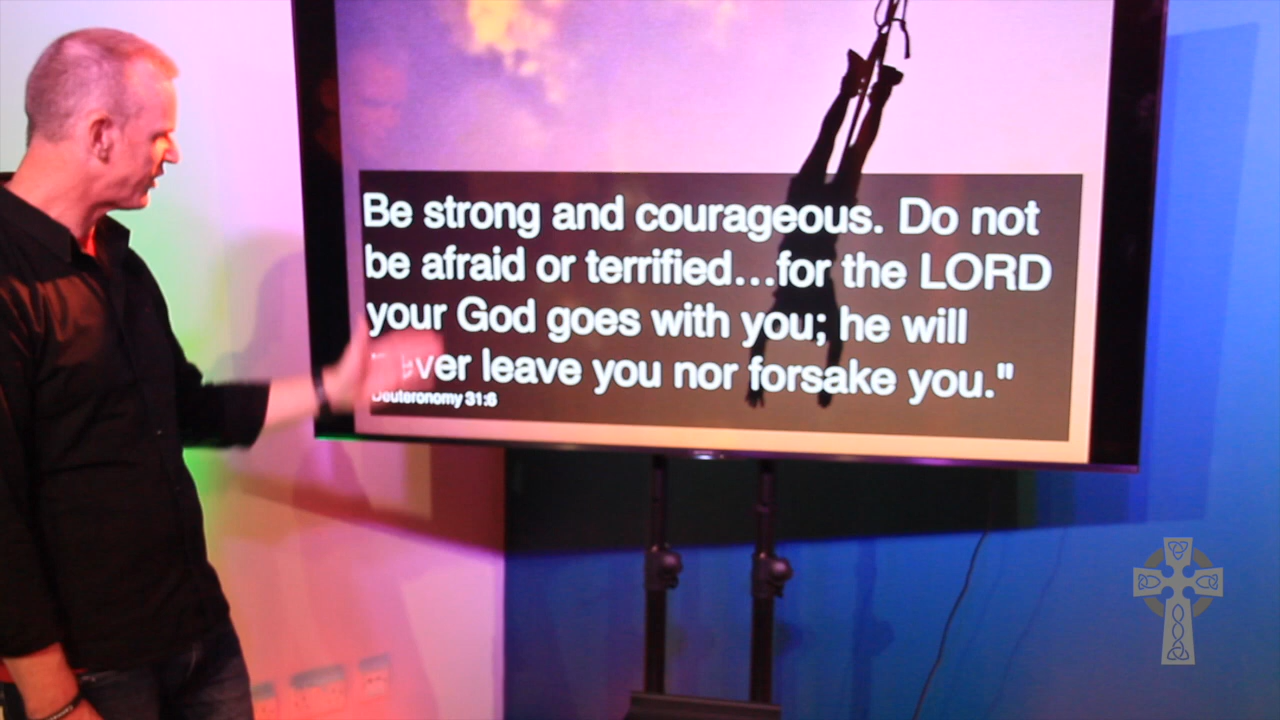 Be strong and courageous. Do not
be afraid or terrified...for the LORD
your God goes with you; he will
ever leave you nor forsake you."
Deuteronomy 31:6